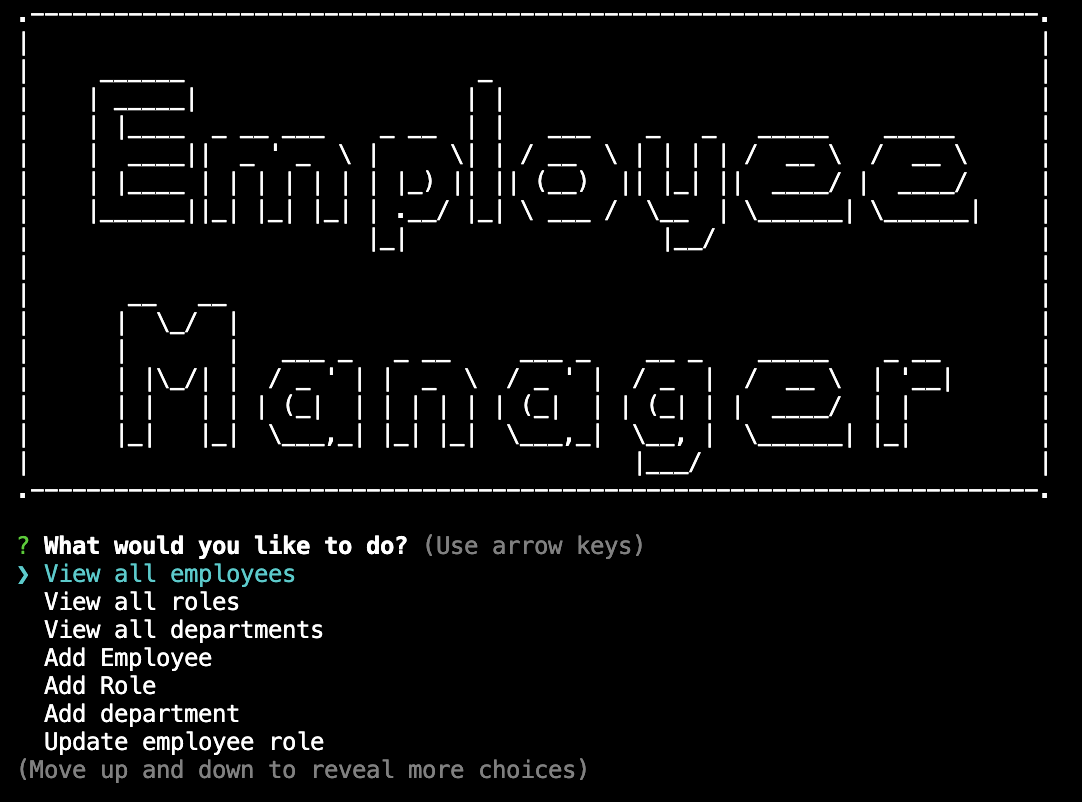 Employee
Manager
? What would you like to do? (Use arrow keys)
❯ View all employees
View all roles
View all departments
Add Employee
Add Role
Add department
Update employee role
(Move up and down to reveal more choices)